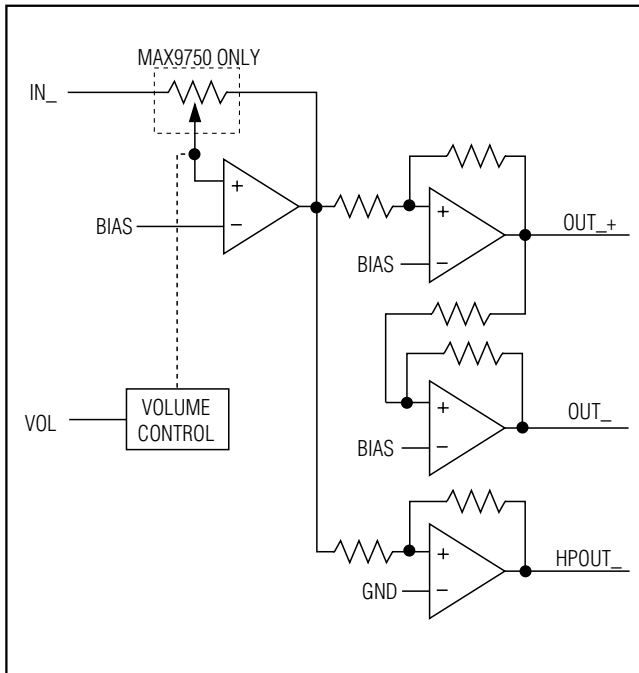 MAX9750 ONLY
IN_
+
BIAS
−
+
BIAS
−
OUT_+
VOL
VOLUME
CONTROL
+
BIAS
−
OUT_
+
GND
−
HPOUT_